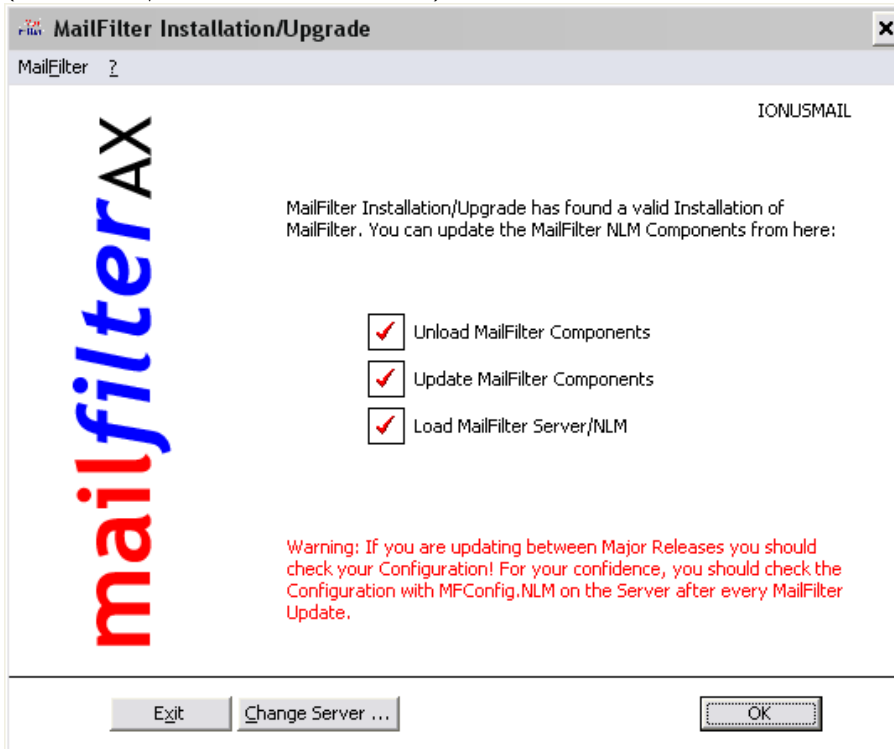 MailFilter Installation/Upgrade
MailFilter ?
IONUSMAIL
mailfilterAX
MailFilter Installation/Upgrade has found a valid Installation of
MailFilter. You can update the MailFilter NLM Components from here:
Unload MailFilter Components
Update MailFilter Components
Load MailFilter Server/NLM
Warning: If you are updating between Major Releases you should
check your Configuration! For your confidence, you should check the
Configuration with MFConfig.NLM on the Server after every MailFilter
Update.
Exit Change Server ... OK